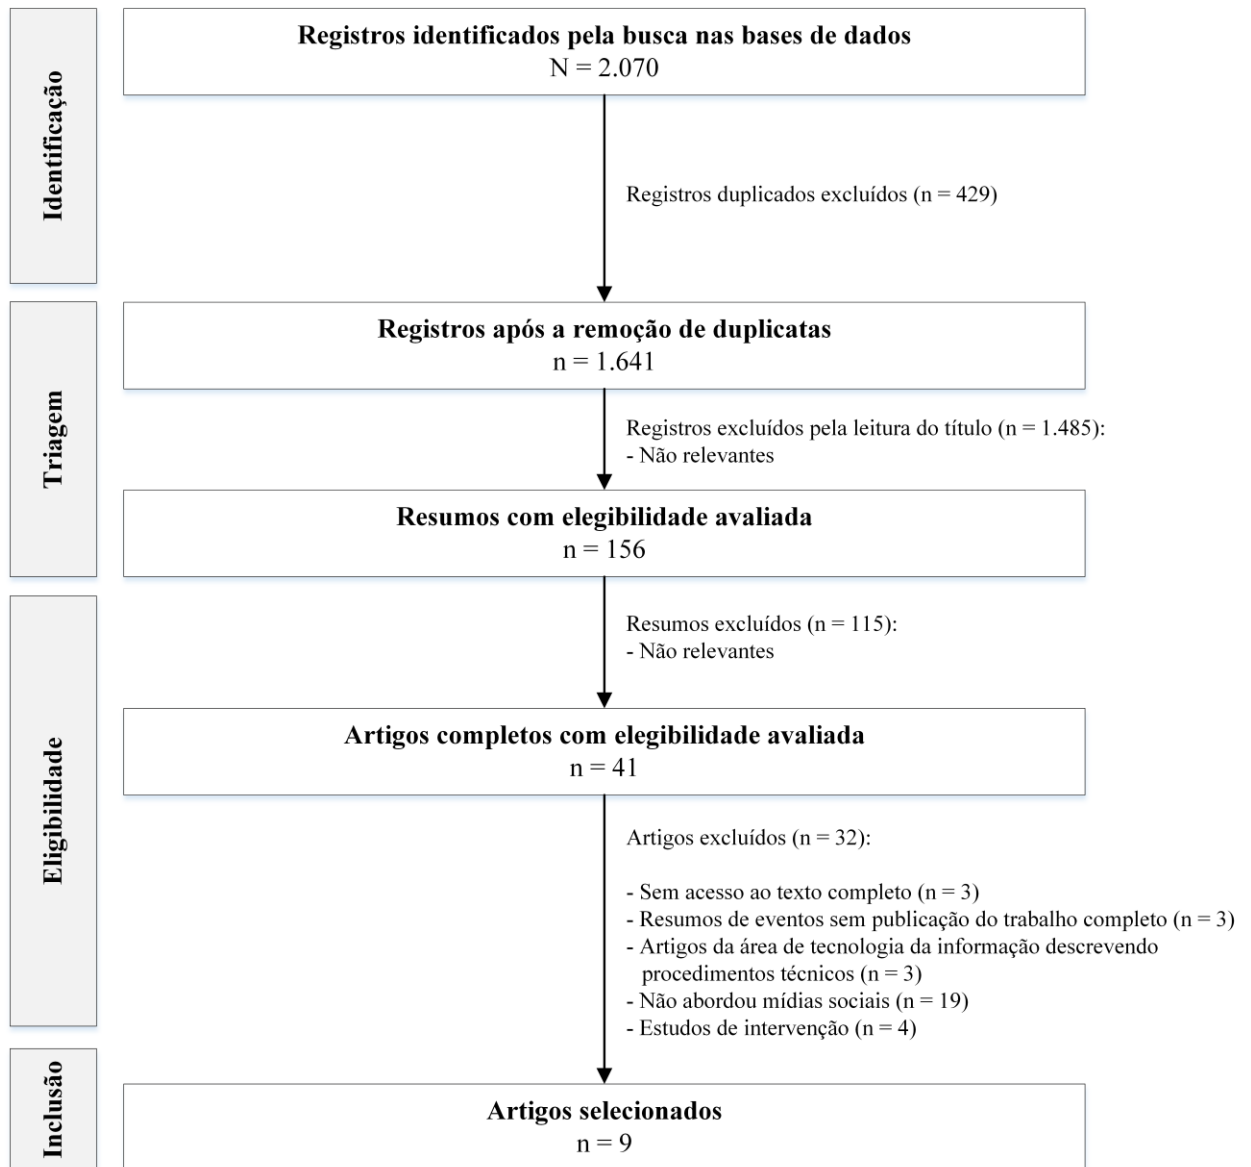 Identificação
Registros identificados pela busca nas bases de dados
N = 2.070
Registros duplicados excluídos (n = 429)
Triagem
Registros após a remoção de duplicatas
n = 1.641
Registros excluídos pela leitura do título (n = 1.485):
- Não relevantes
Resumos com elegibilidade avaliada
n = 156
Eligibilidade
Resumos excluídos (n = 115):
- Não relevantes
Artigos completos com elegibilidade avaliada
n = 41
Artigos excluídos (n = 32):
- Sem acesso ao texto completo (n = 3)
- Resumos de eventos sem publicação do trabalho completo (n = 3)
- Artigos da área de tecnologia da informação descrevendo
procedimentos técnicos (n = 3)
- Não abordou mídias sociais (n = 19)
- Estudos de intervenção (n = 4)
Inclusão
Artigos selecionados
n = 9